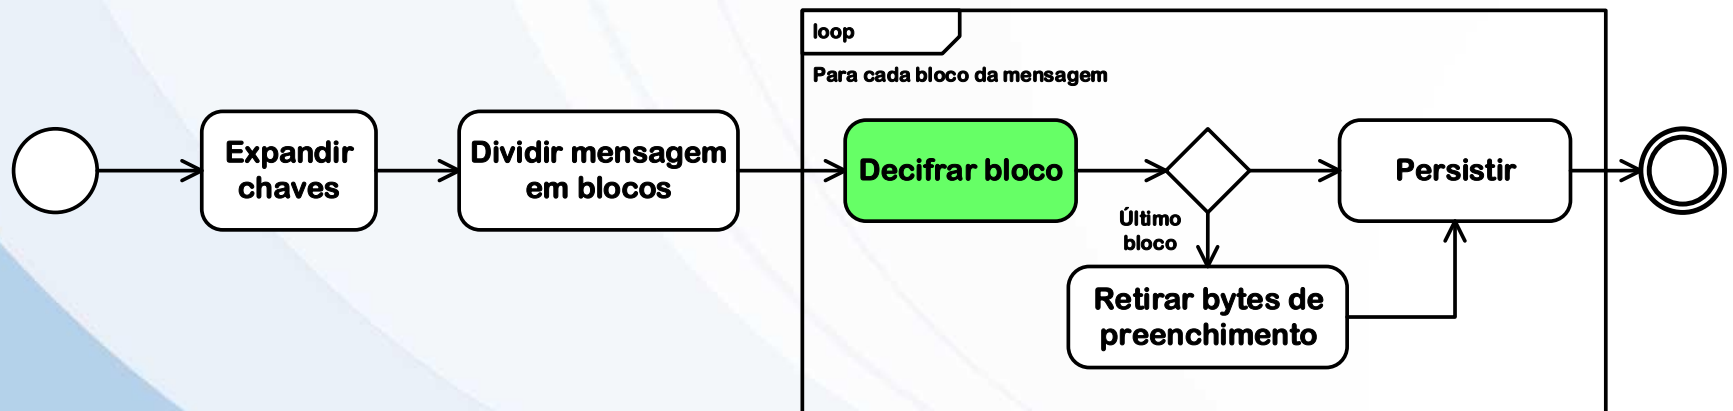 loop
Para cada bloco da mensagem
Expandir
chaves
Dividir mensagem
em blocos
Decifrar bloco
Persistir
Último
bloco
Retirar bytes de
preenchimento